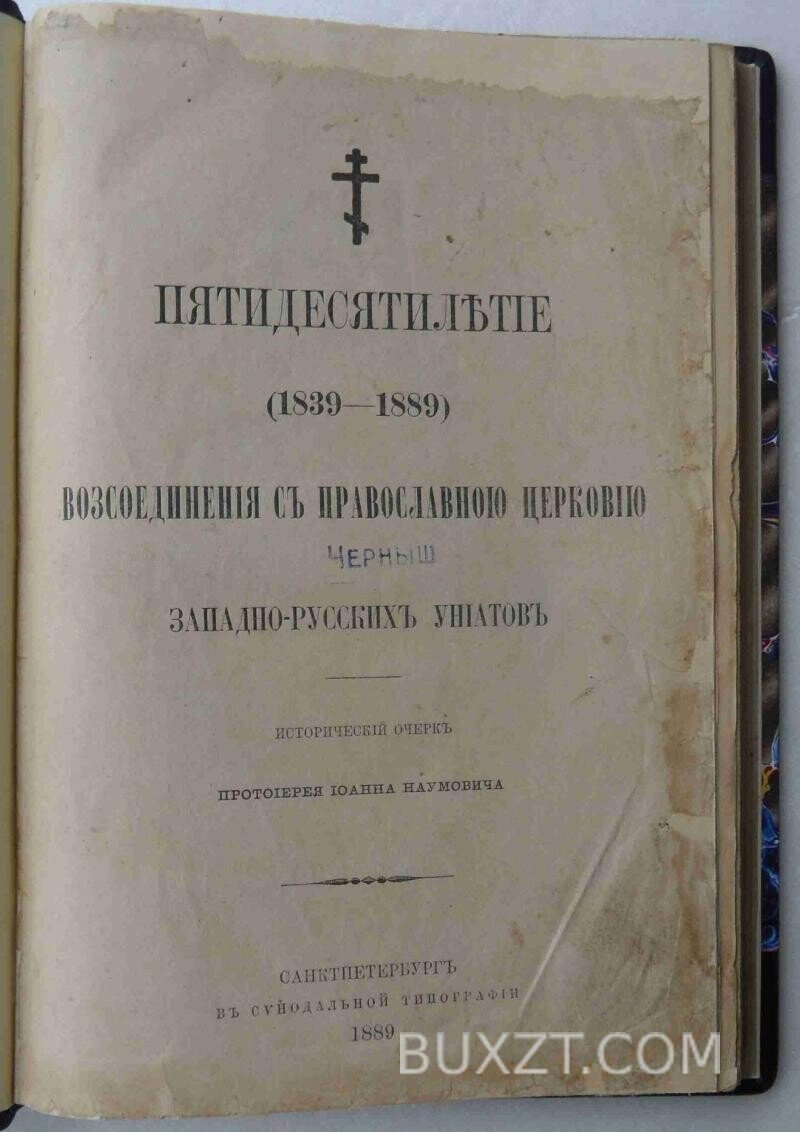 ПЯТИДЕСЯТИЛѢТІЕ
(1839—1889)
ВОЗСОЕДИНЕНІЯ СЪ ПРАВОСЛАВНОЮ ЦЕРКОВІЮ
ЧЕРНЫШ
ЗАПАДНО-РУССКИХЪ УНІАТОВЪ
ИСТОРИЧЕСКІЙ ОЧЕРКЪ
ПРОТОІЕРЕЯ ІОАННА НАУМОВИЧА
САНКТПЕТЕРБУРГЪ
ВЪ СѴНОДАЛЬНОЙ ТИПОГРАФІИ
1889
BUXZT.COM